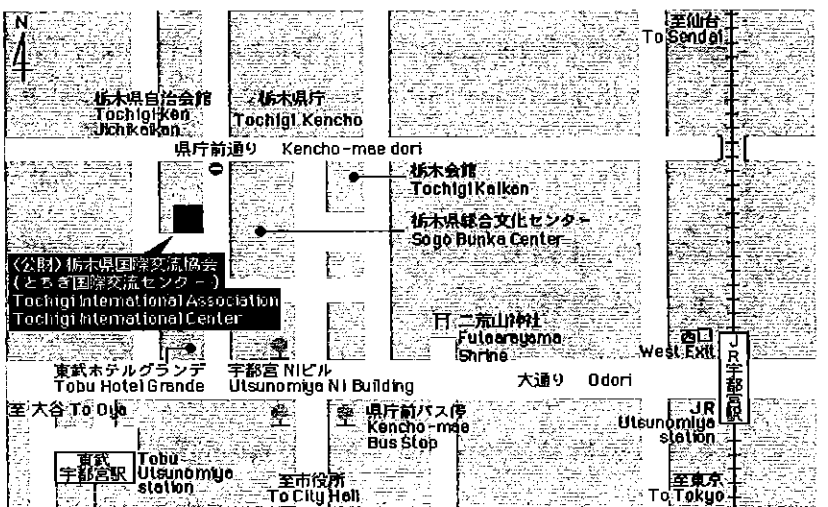 N
至仙台
To Sendai
栃木県自治会館
Tochigi-ken
Jichikaikan
栃木県庁
Tochigi Kencho
県庁前通り Kencho-mae dori
栃木会館
Tochigi Kaikan
栃木県総合文化センター
Sogo Bunka Center
〈公財〉栃木県国際交流協会
(とちぎ国際交流センター)
Tochigi International Association
Tochigi International Center
二荒山神社
Futaarayama
Shrine
西口
West Exit
JR宇都宮駅
東武ホテルグランデ
Tobu Hotel Grande
宇都宮 NIビル
Utsunomiya NI Building
大通り Odori
至大谷 To Oya
県庁前バス停
Kencho-mae
Bus Stop
JR
Utsunomiya
station
東武
宇都宮駅
Tobu
Utsunomiya
station
至市役所
To City Hall
至東京
To Tokyo